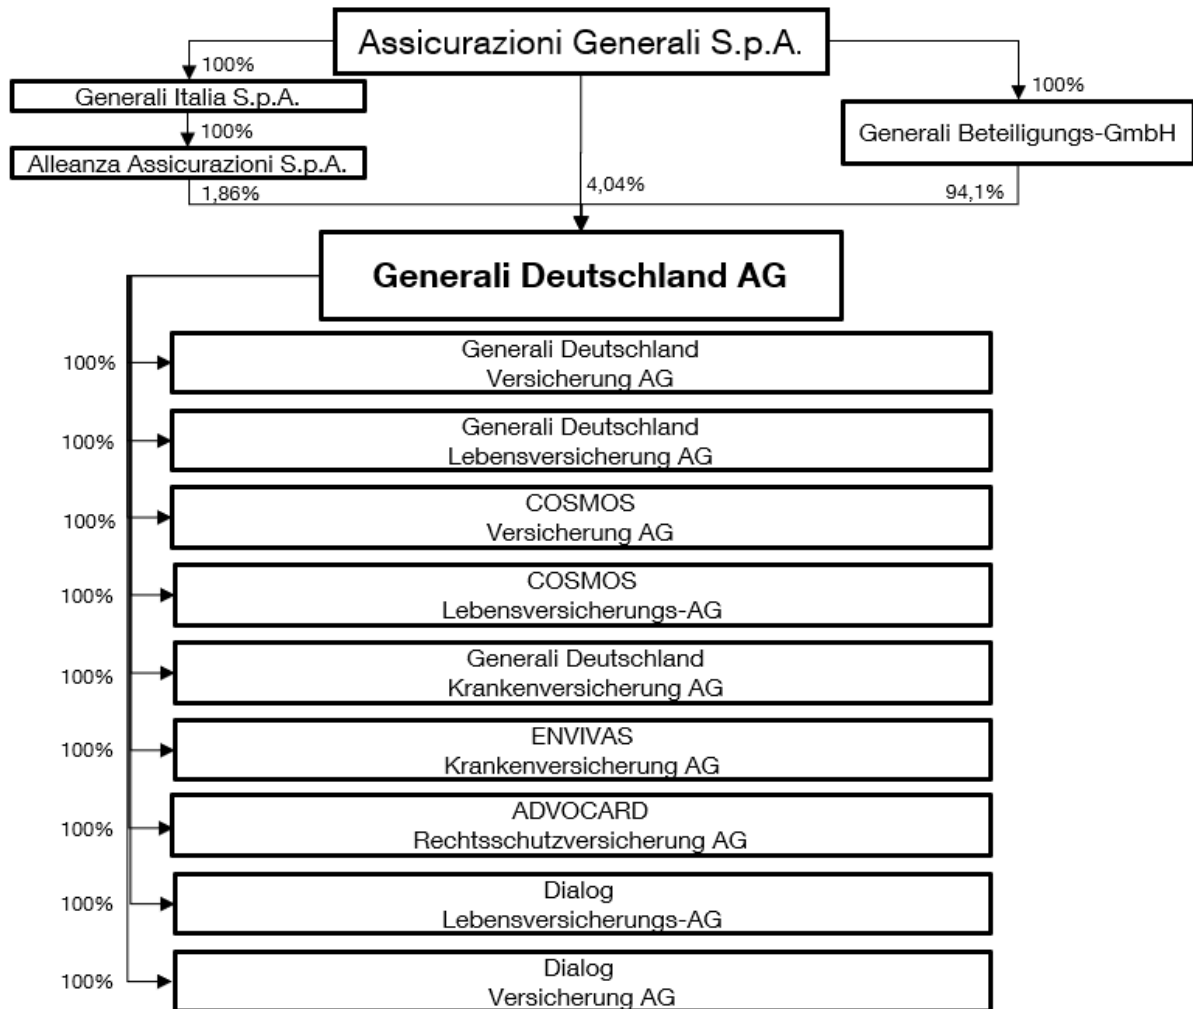 Assicurazioni Generali S.p.A.
100%
100%
Generali Italia S.p.A.
100%
Generali Beteiligungs-GmbH
Alleanza Assicurazioni S.p.A.
1,86%
4,04%
94,1%
Generali Deutschland AG
100%
Generali Deutschland
Versicherung AG
100%
Generali Deutschland
Lebensversicherung AG
100%
COSMOS
Versicherung AG
100%
COSMOS
Lebensversicherungs-AG
100%
Generali Deutschland
Krankenversicherung AG
100%
ENVIVAS
Krankenversicherung AG
100%
ADVOCARD
Rechtsschutzversicherung AG
100%
Dialog
Lebensversicherungs-AG
100%
Dialog
Versicherung AG